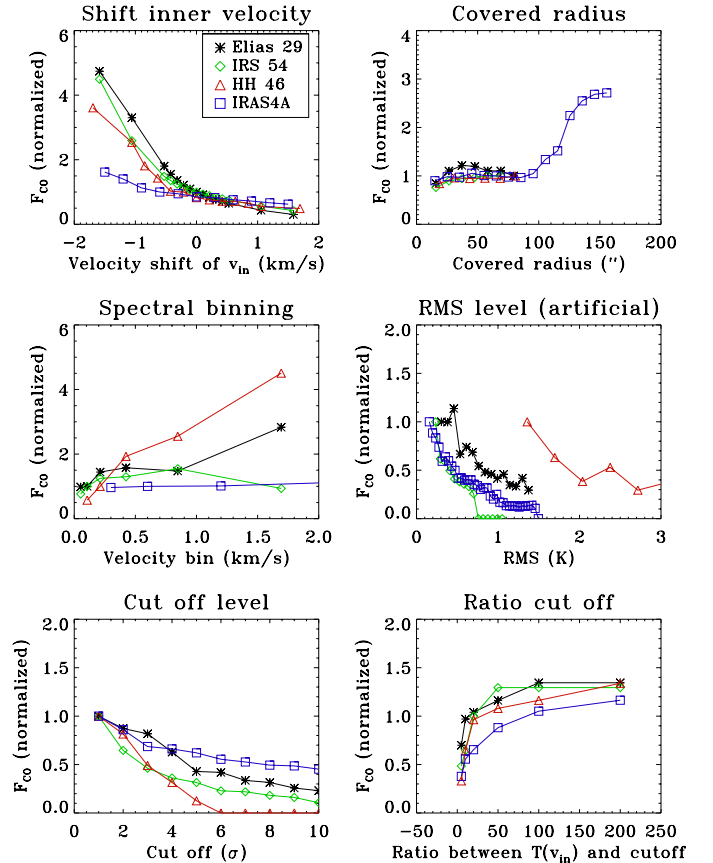 Shift inner velocity
F_CO (normalized)
6
4
2
0
Elias 29
IRS 54
HH 46
IRAS4A
−2 −1 0 1 2
Velocity shift of v_in (km/s)
Covered radius
F_CO (normalized)
4
3
2
1
0
0 50 100 150 200
Covered radius (")
Spectral binning
F_CO (normalized)
6
4
2
0
0.0 0.5 1.0 1.5 2.0
Velocity bin (km/s)
RMS level (artificial)
F_CO (normalized)
2.0
1.5
1.0
0.5
0.0
0 1 2 3
RMS (K)
Cut off level
F_CO (normalized)
2.0
1.5
1.0
0.5
0.0
0 2 4 6 8 10
Cut off (σ)
Ratio cut off
F_CO (normalized)
2.0
1.5
1.0
0.5
0.0
−50 0 50 100 150 200 250
Ratio between T(v_in) and cutoff